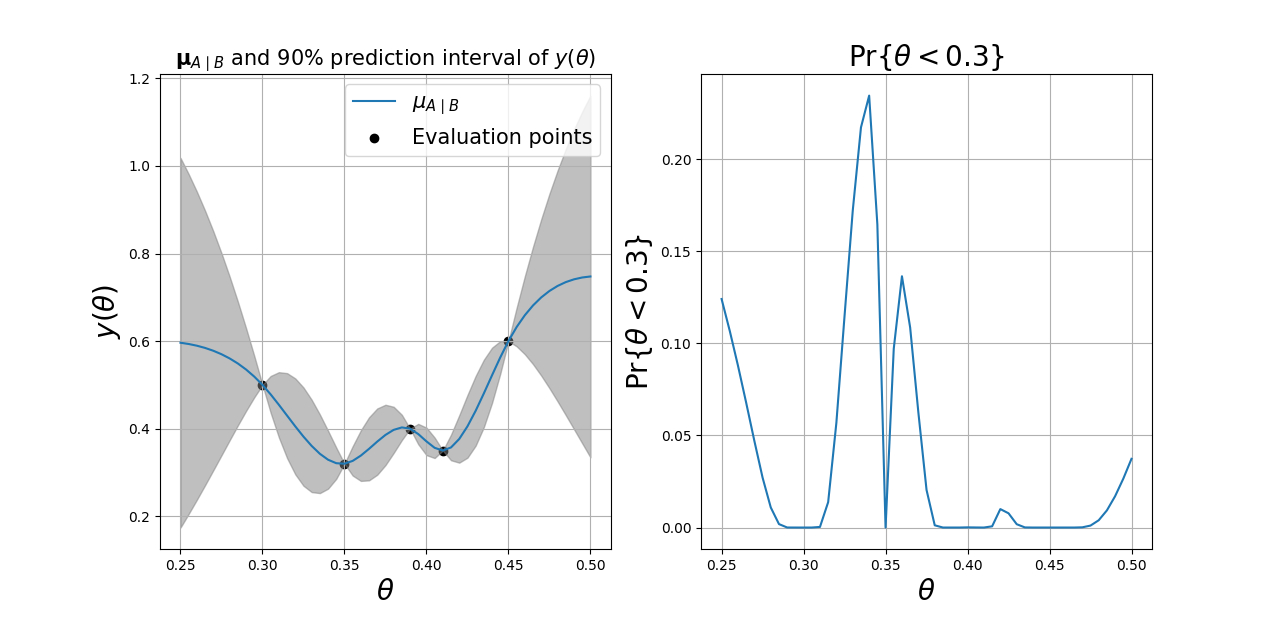 𝛍A | B and 90% prediction interval of y(θ)
μA | B
Evaluation points
1.2
1.0
0.8
0.6
0.4
0.2
y(θ)
0.25 0.30 0.35 0.40 0.45 0.50
θ
Pr{θ < 0.3}
0.20
0.15
0.10
0.05
0.00
Pr{θ < 0.3}
0.25 0.30 0.35 0.40 0.45 0.50
θ